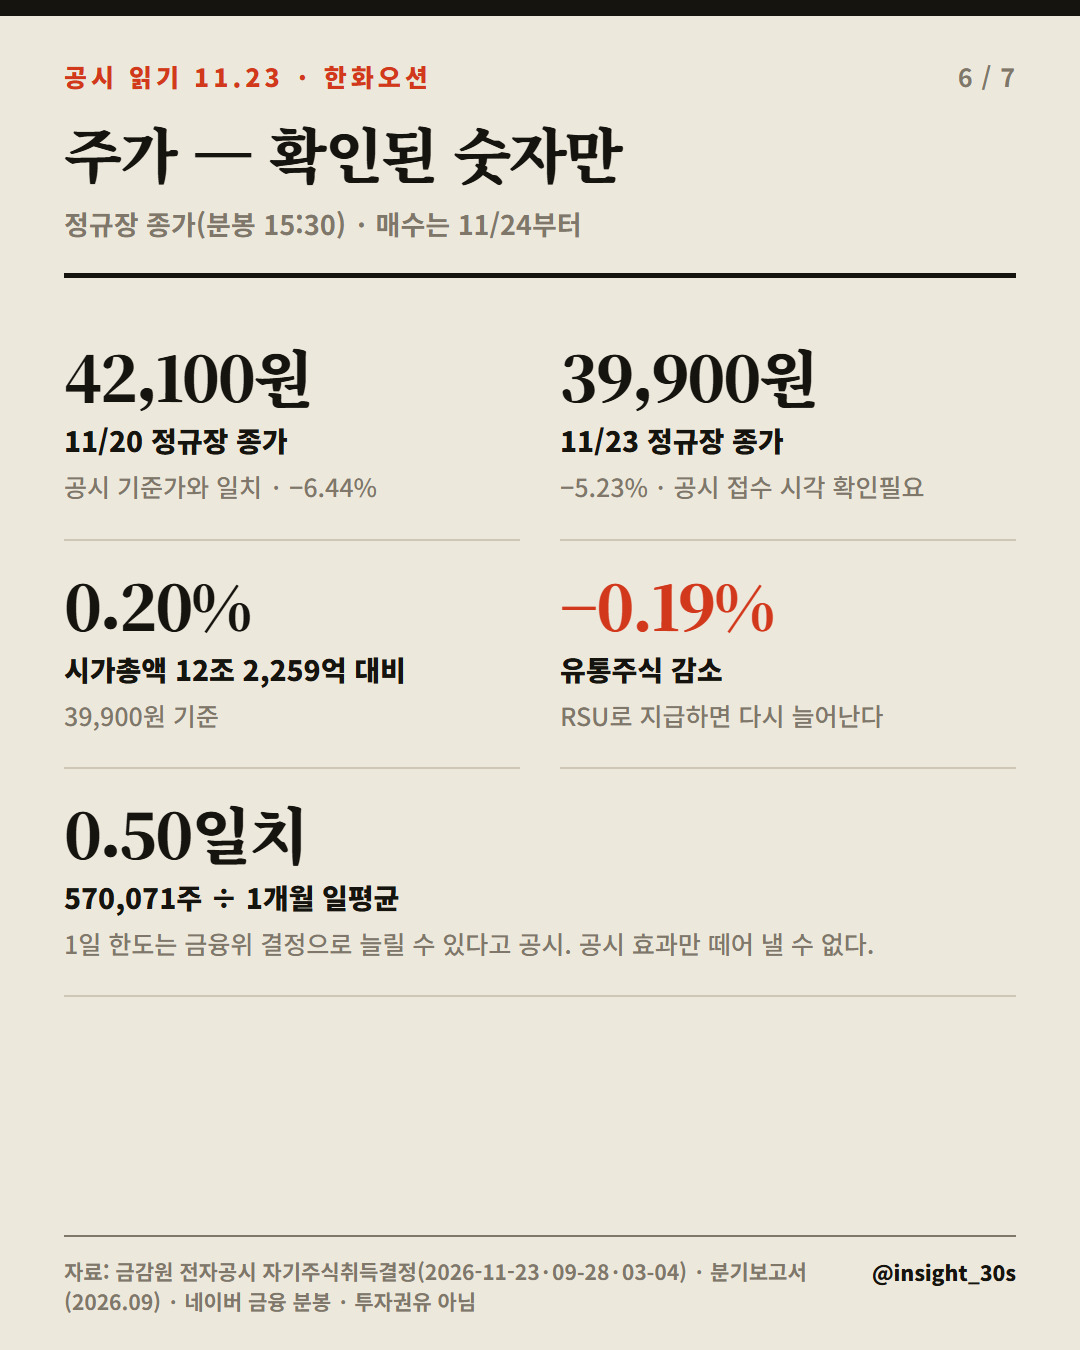 공시 읽기 11.23 · 한화오션
6 / 7
주가 — 확인된 숫자만
정규장 종가(분봉 15:30) · 매수는 11/24부터
42,100원
11/20 정규장 종가
공시 기준가와 일치 · −6.44%
39,900원
11/23 정규장 종가
−5.23% · 공시 접수 시각 확인필요
0.20%
시가총액 12조 2,259억 대비
39,900원 기준
−0.19%
유통주식 감소
RSU로 지급하면 다시 늘어난다
0.50일치
570,071주 ÷ 1개월 일평균
1일 한도는 금융위 결정으로 늘릴 수 있다고 공시. 공시 효과만 떼어 낼 수 없다.
자료: 금감원 전자공시 자기주식취득결정(2026-11-23·09-28·03-04) · 분기보고서
(2026.09) · 네이버 금융 분봉 · 투자권유 아님
@insight_30s